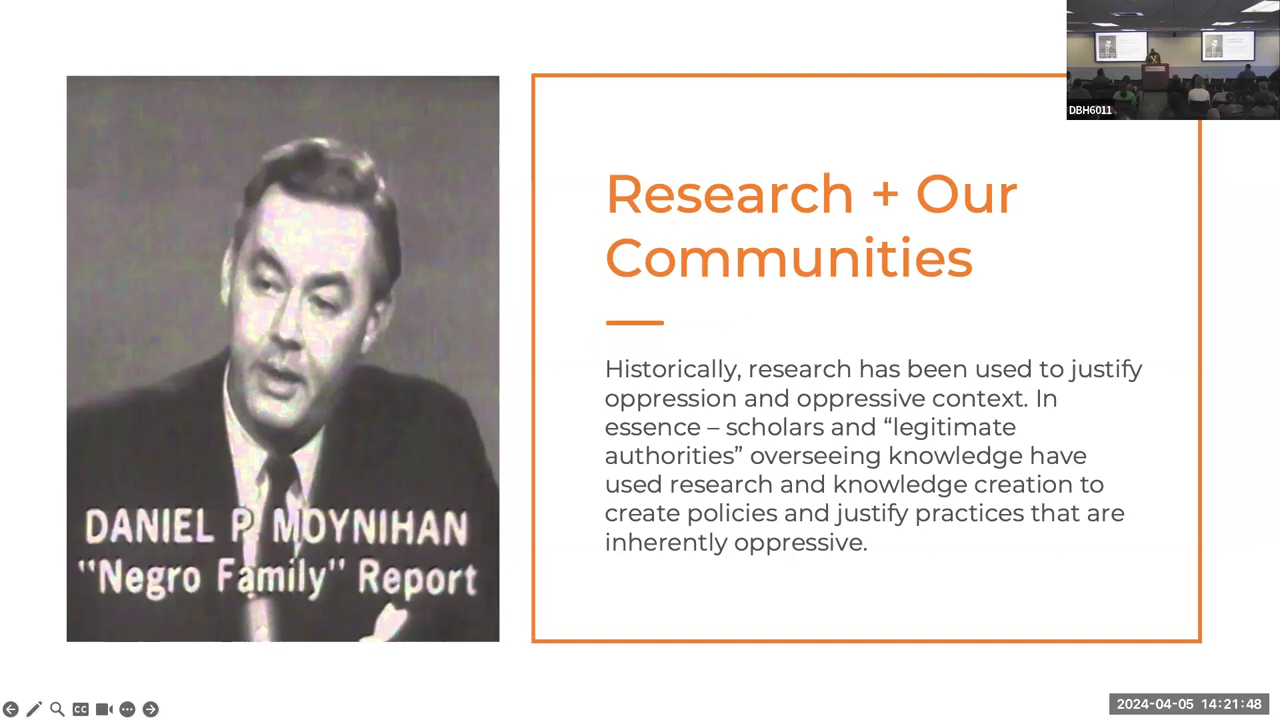 DBH6011
DANIEL P. MOYNIHAN
"Negro Family" Report
Research + Our
Communities
Historically, research has been used to justify
oppression and oppressive context. In
essence – scholars and “legitimate
authorities” overseeing knowledge have
used research and knowledge creation to
create policies and justify practices that are
inherently oppressive.
CC
2024-04-05 14:21:48